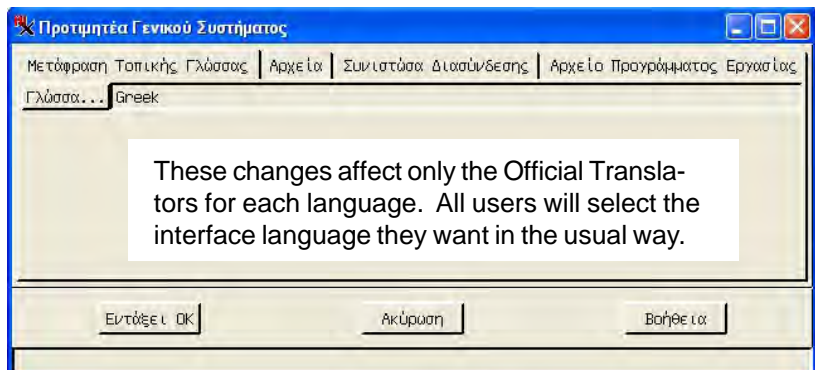 Προτιμητέα Γενικού Συστήματος
Μετάφραση Τοπικής Γλώσσας Αρχεία Συνιστώσα Διασύνδεσης Αρχείο Προγράμματος Εργασίας
Γλώσσα... Greek
These changes affect only the Official Transla-
tors for each language. All users will select the
interface language they want in the usual way.
Εντάξει OK Ακύρωση Βοήθεια